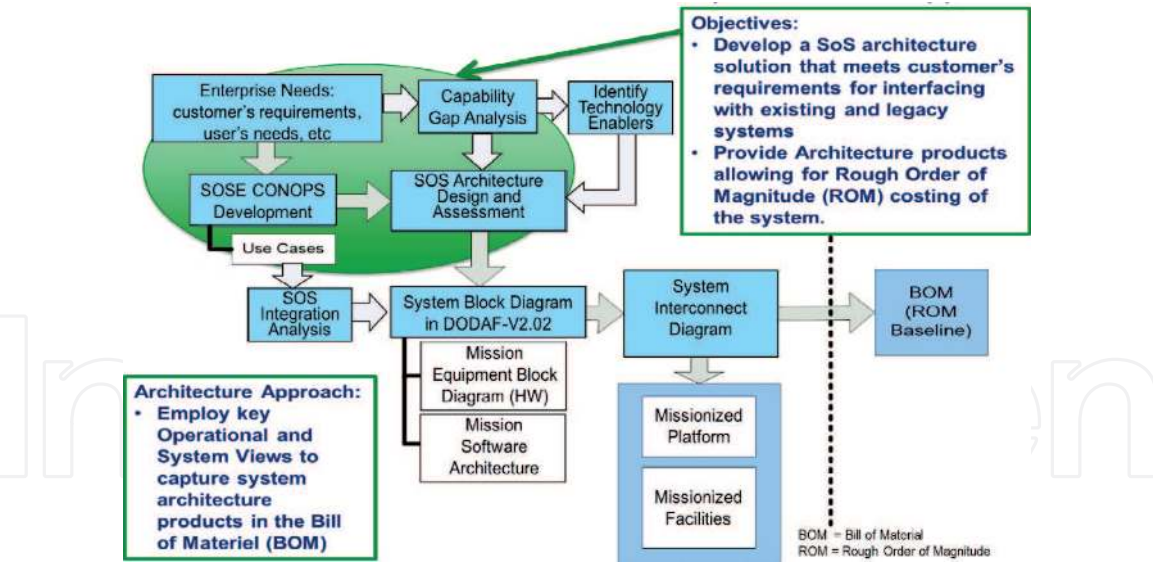 Objectives:
• Develop a SoS architecture
solution that meets customer's
requirements for interfacing
with existing and legacy
systems
• Provide Architecture products
allowing for Rough Order of
Magnitude (ROM) costing of
the system.
Enterprise Needs:
customer's requirements,
user's needs, etc
Capability
Gap Analysis
Identify
Technology
Enablers
SOSE CONOPS
Development
SOS Architecture
Design and
Assessment
Use Cases
SOS
Integration
Analysis
System Block Diagram
in DODAF-V2.02
System
Interconnect
Diagram
BOM
(ROM
Baseline)
Mission
Equipment Block
Diagram (HW)
Mission
Software
Architecture
Missionized
Platform
Missionized
Facilities
Architecture Approach:
• Employ key
Operational and
System Views to
capture system
architecture
products in the Bill
of Materiel (BOM)
BOM = Bill of Material
ROM = Rough Order of Magnitude